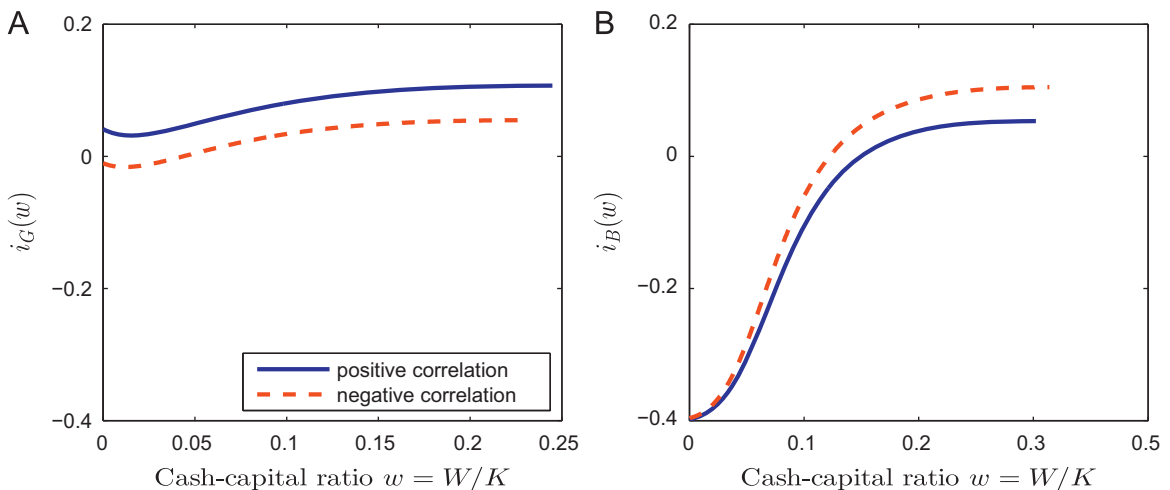 A
0.2
0
−0.2
−0.4
i_G(w)
positive correlation
negative correlation
0 0.05 0.1 0.15 0.2 0.25
Cash-capital ratio w = W/K
B
0.2
0
−0.2
−0.4
i_B(w)
0 0.1 0.2 0.3 0.5
Cash-capital ratio w = W/K